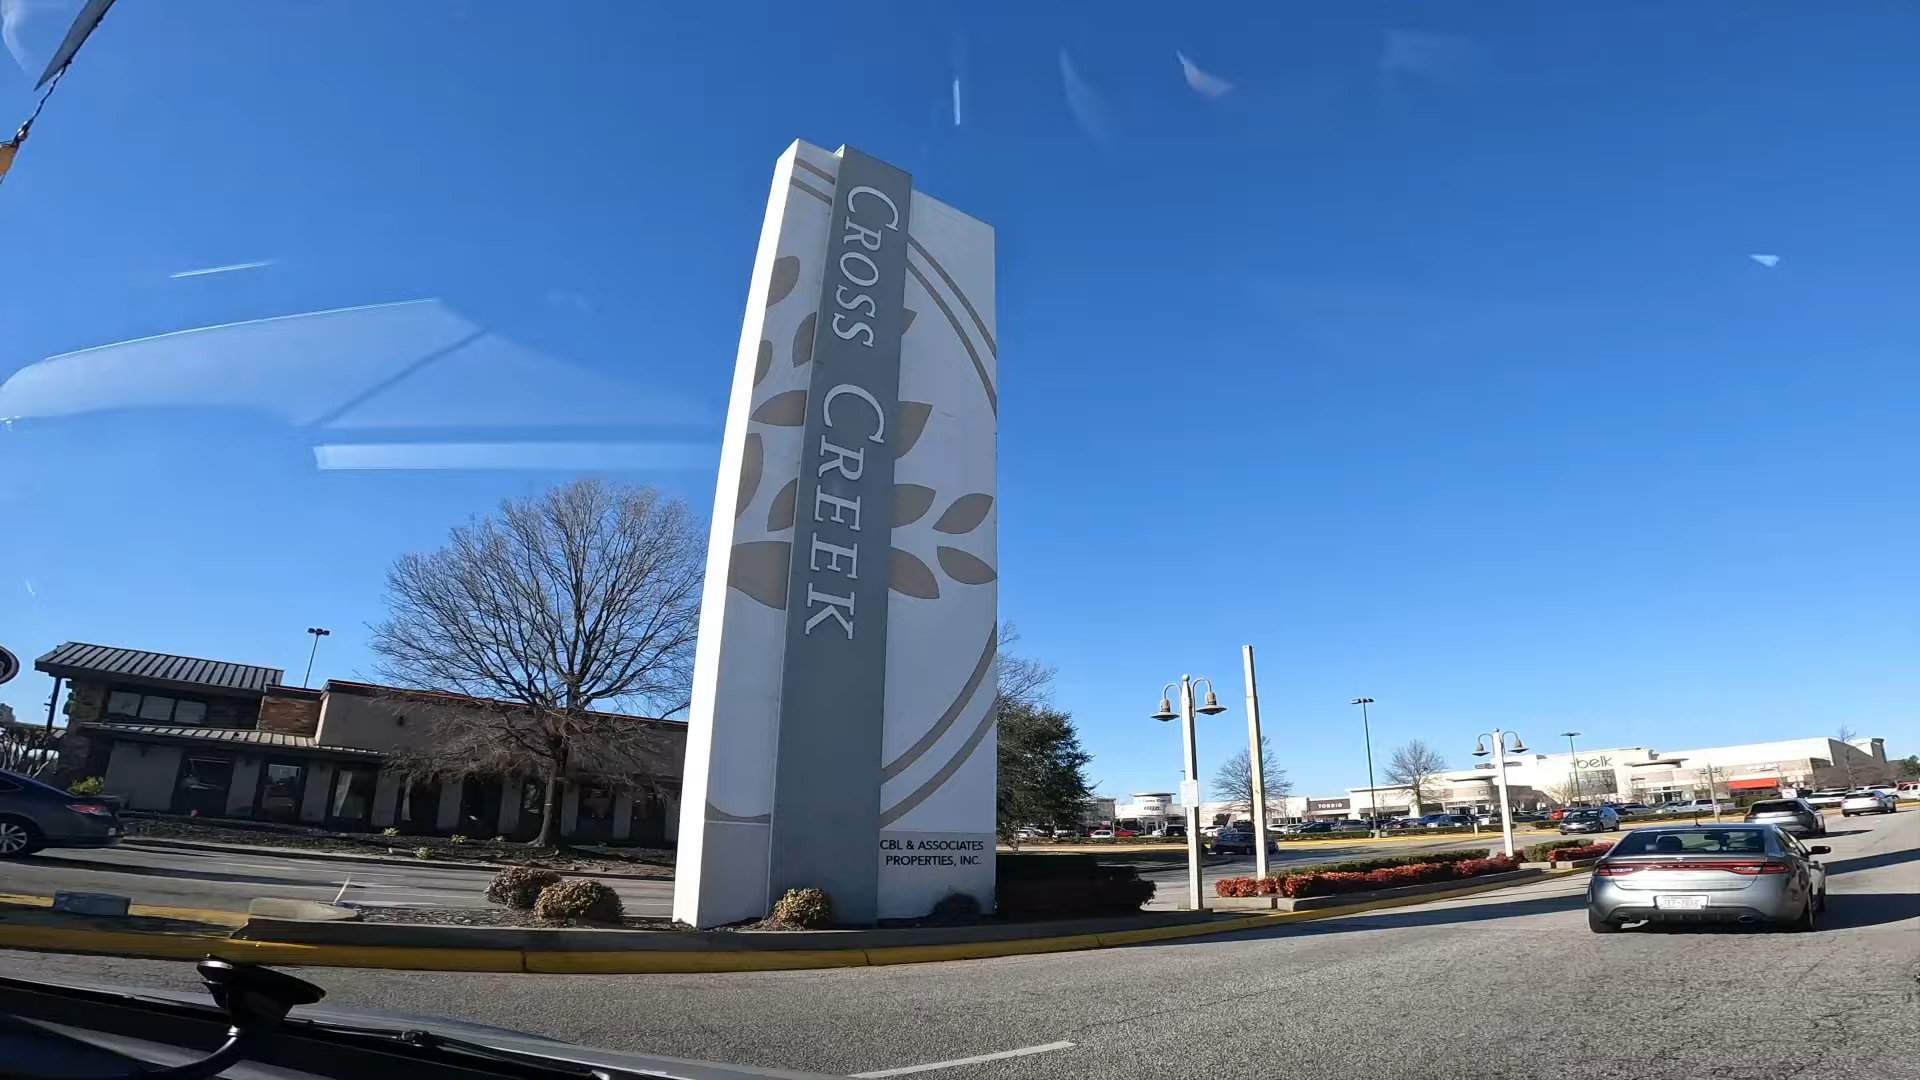 CROSS CREEK
CBL & ASSOCIATES
PROPERTIES, INC.
belk
TORRID